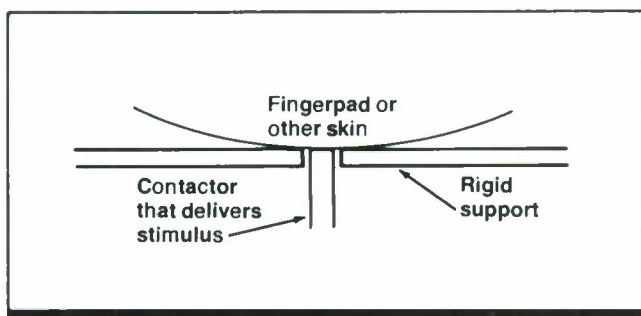 Fingerpad or
other skin
Contactor
that delivers
stimulus
Rigid
support